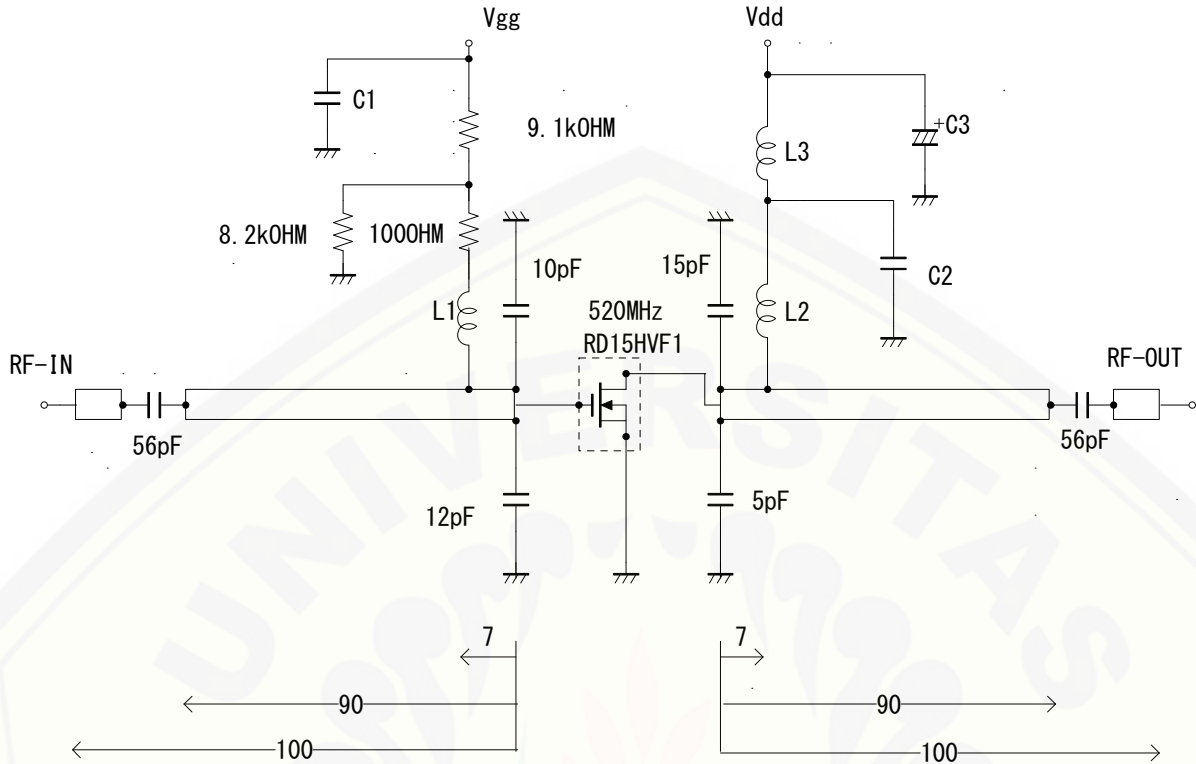 Vgg
Vdd
C1
9.1kOHM
+C3
L3
8.2kOHM
100OHM
10pF
15pF
C2
L1
520MHz
L2
RD15HVF1
RF-IN
RF-OUT
56pF
56pF
12pF
5pF
7
7
90
90
100
100
UNIVERSITAS